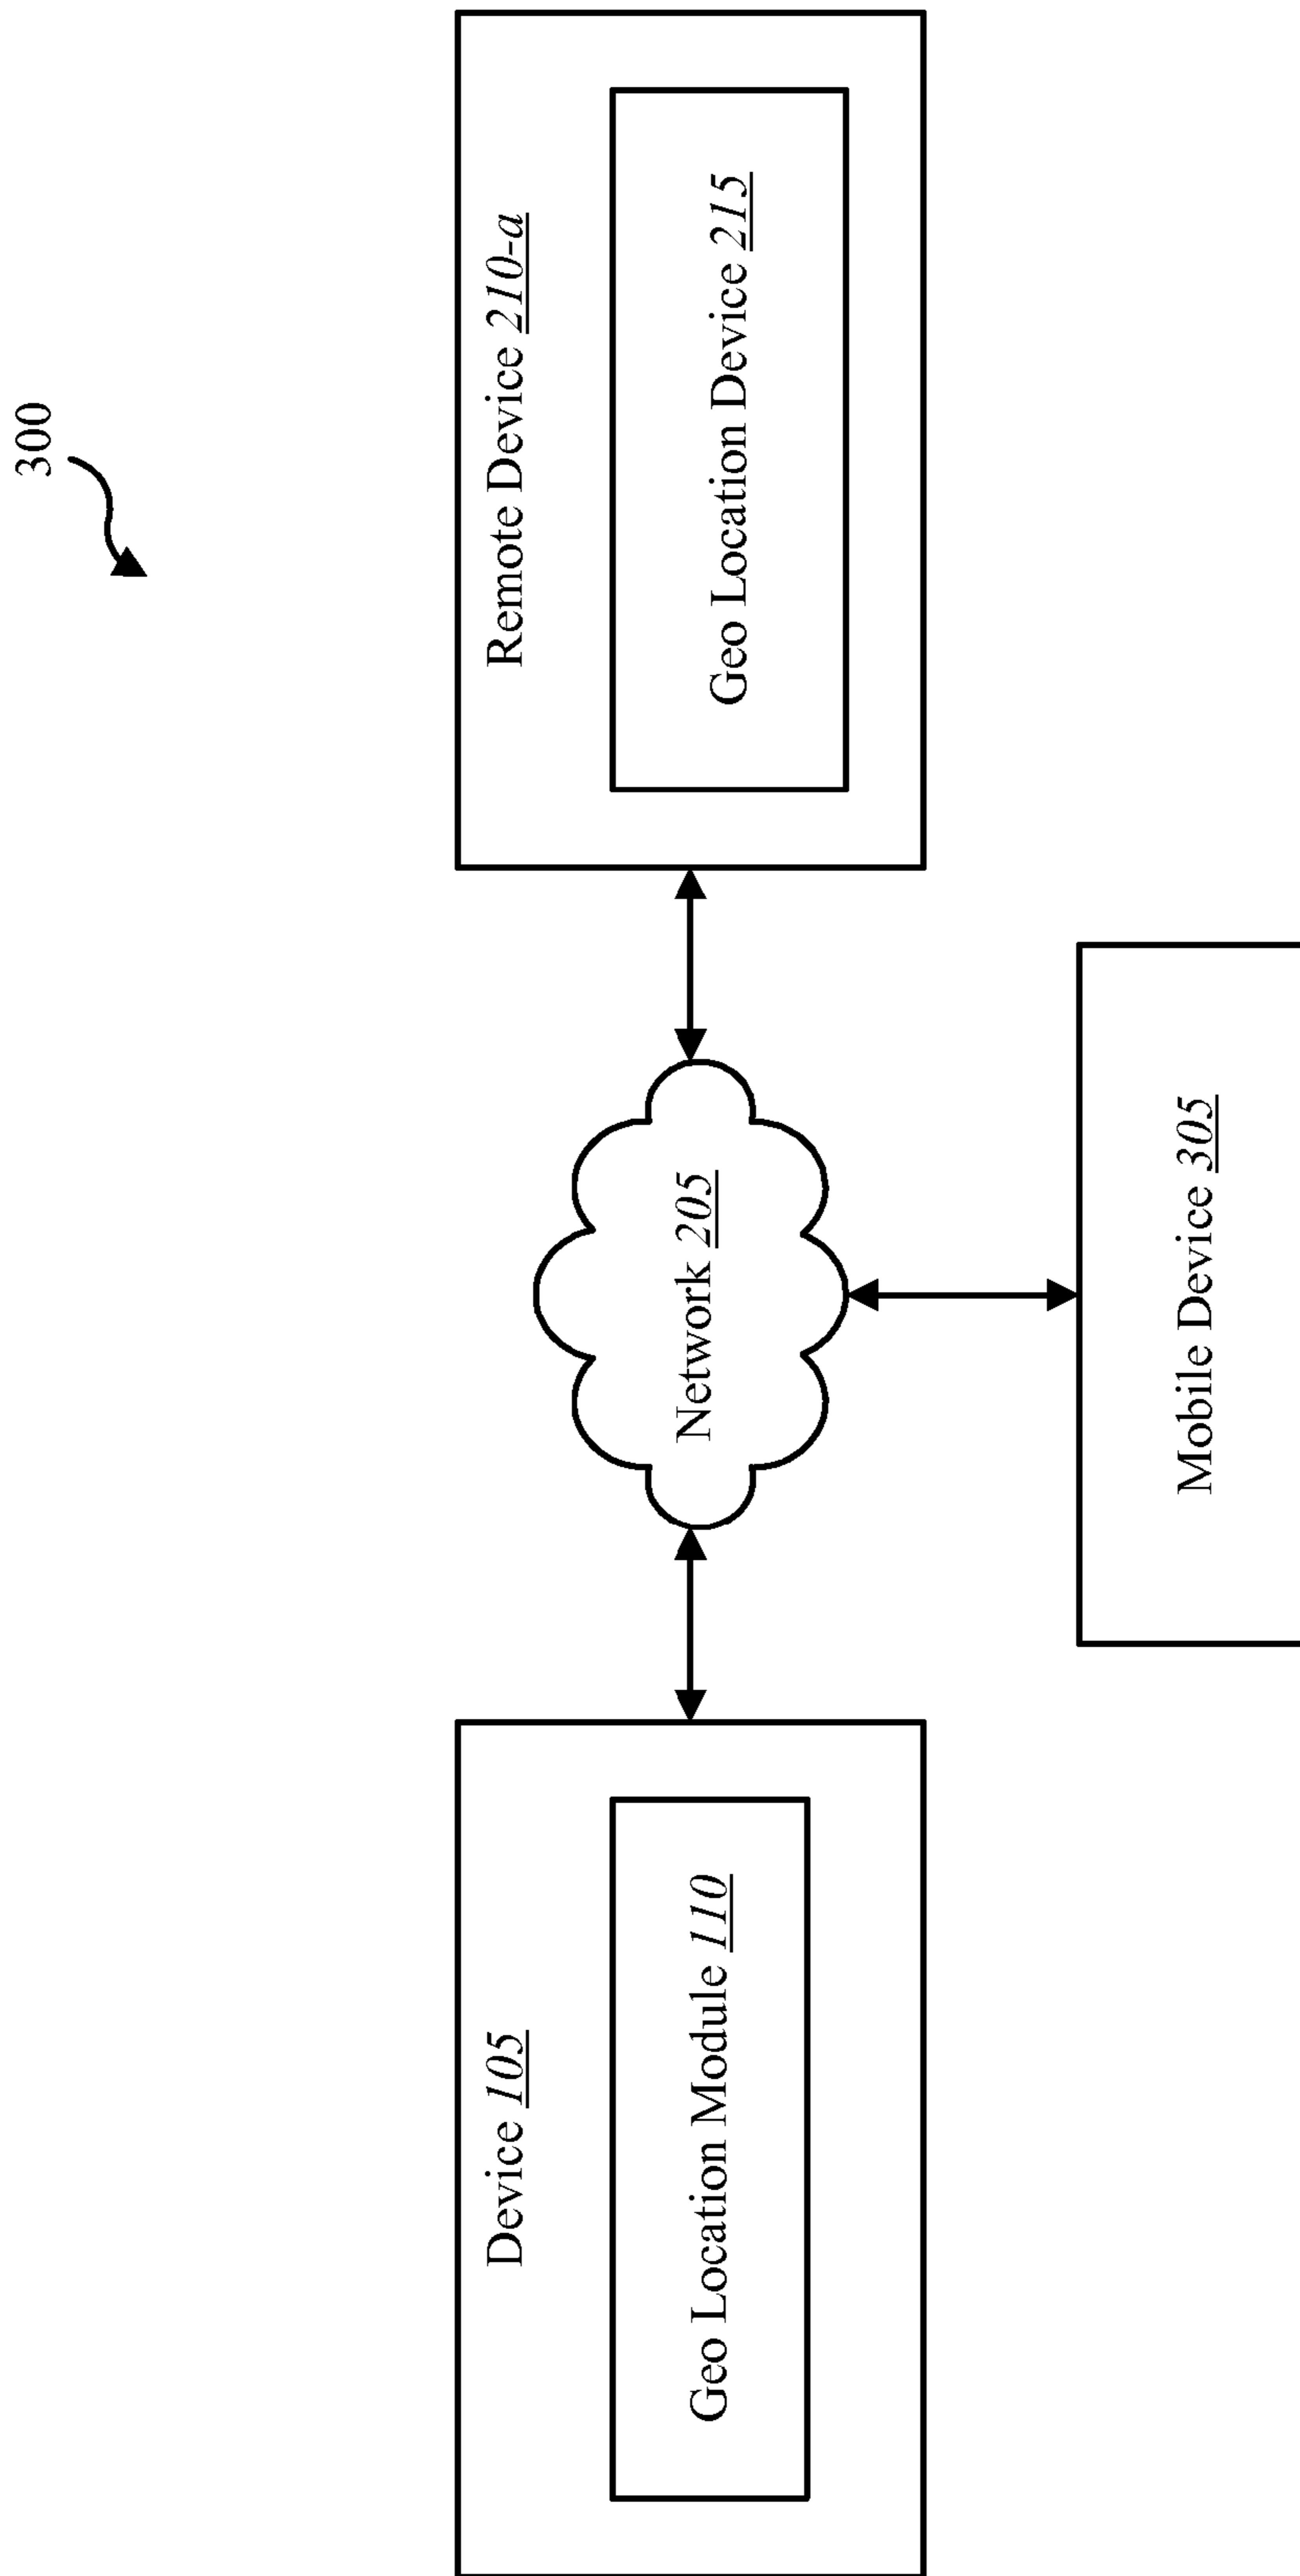 300
Device 105
Geo Location Module 110
Network 205
Remote Device 210-a
Geo Location Device 215
Mobile Device 305